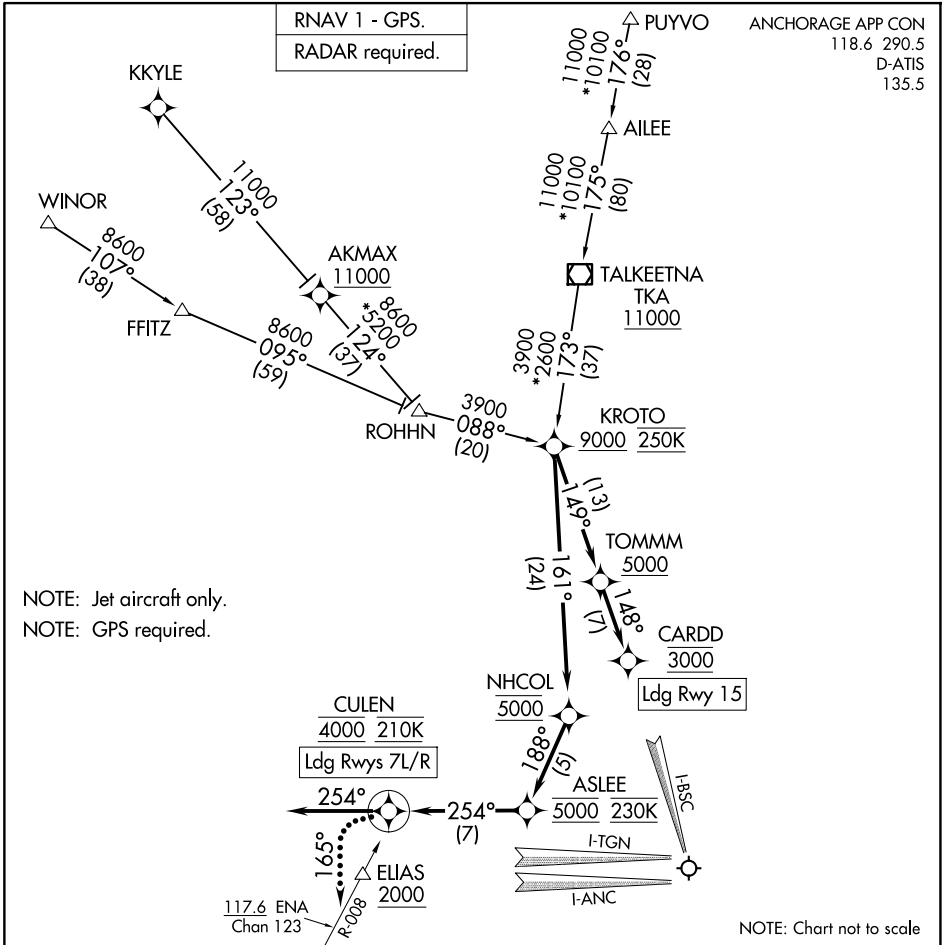 RNAV 1 - GPS.
RADAR required.
PUYVO
ANCHORAGE APP CON
118.6 290.5
D-ATIS
135.5
11000
*10100
176°
(28)
KKYLE
AILEE
11000
123°
(58)
11000
*10100
175°
(80)
WINOR
8600
107°
(38)
AKMAX
11000
TALKEETNA
TKA
11000
FFITZ
8600
*5200
124°
(37)
8600
095°
(59)
3900
*2600
173°
(37)
ROHHN
3900
088°
(20)
KROTO
9000 250K
(13)
149°
TOMMM
5000
161°
(24)
148°
(7)
NOTE: Jet aircraft only.
NOTE: GPS required.
CARDD
3000
Ldg Rwy 15
NHCOL
5000
CULEN
4000 210K
Ldg Rwys 7L/R
188°
(5)
ASLEE
5000 230K
254°
254°
(7)
I-BSC
I-TGN
I-ANC
165°
ELIAS
2000
117.6 ENA
Chan 123
R-008
NOTE: Chart not to scale